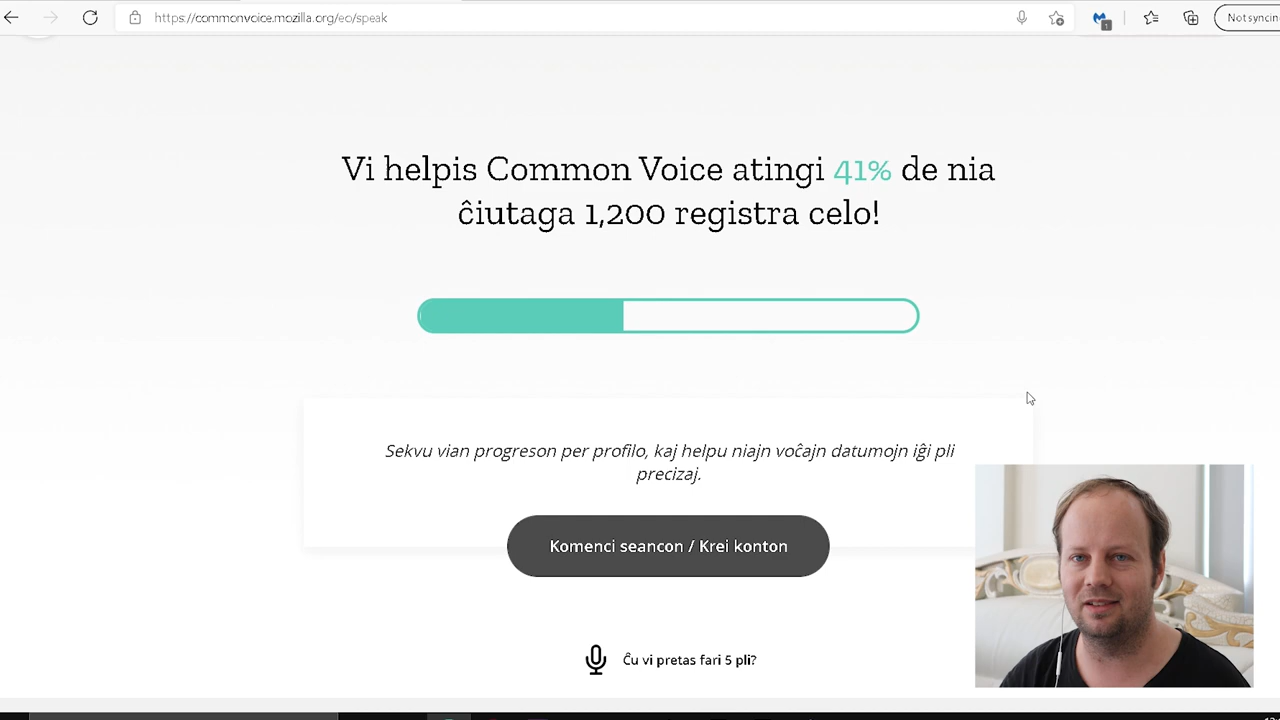 https://commonvoice.mozilla.org/eo/speak
Not syncin
Vi helpis Common Voice atingi 41% de nia
ĉiutaga 1,200 registra celo!
Sekvu vian progreson per profilo, kaj helpu niajn voĉajn datumojn iĝi pli
precizaj.
Komenci seancon / Krei konton
Ĉu vi pretas fari 5 pli?